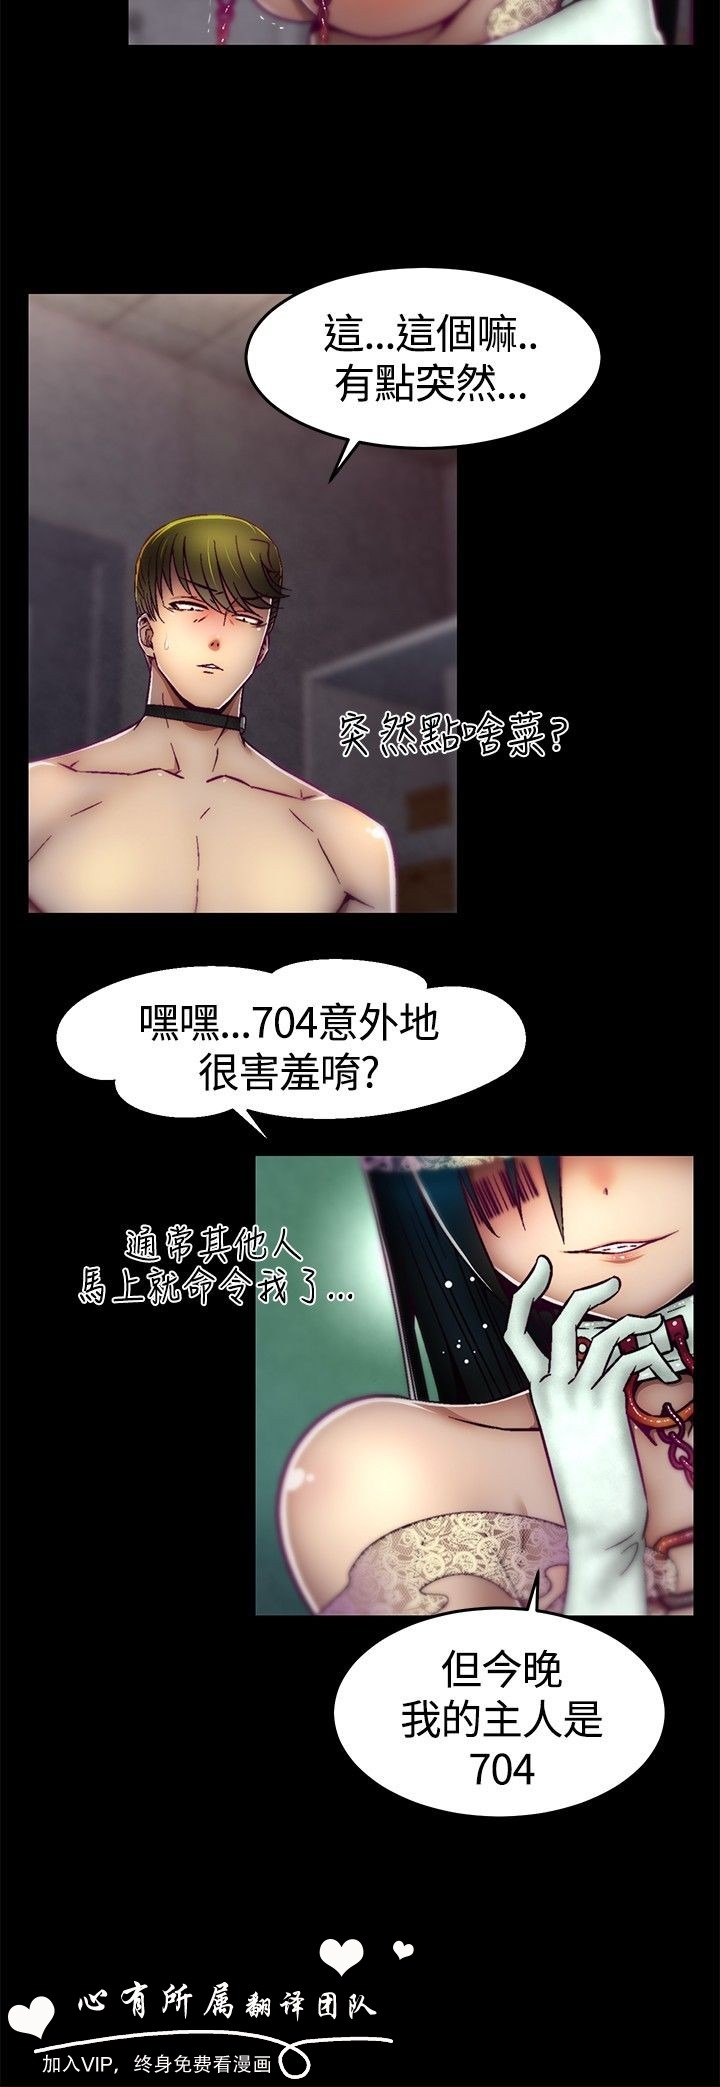 這...這個嘛..
有點突然...
突然點啥菜?
嘿嘿...704意外地
很害羞唷?
通常其他人
馬上就命令我了...
但今晚
我的主人是
704
心有所属翻译团队
加入VIP，终身免费看漫画